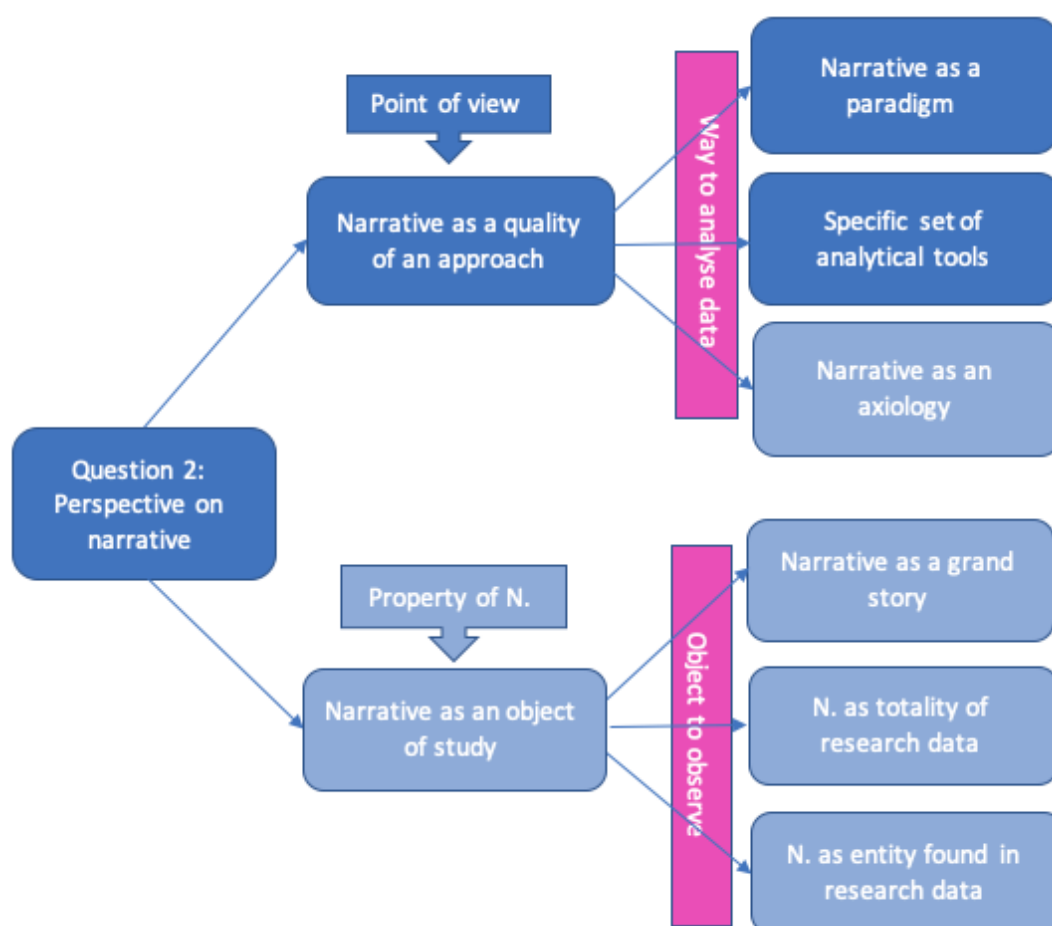 Point of view
Narrative as a quality
of an approach
Way to analyse data
Narrative as a
paradigm
Specific set of
analytical tools
Narrative as an
axiology
Question 2:
Perspective on
narrative
Property of N.
Narrative as an object
of study
Object to observe
Narrative as a grand
story
N. as totality of
research data
N. as entity found in
research data